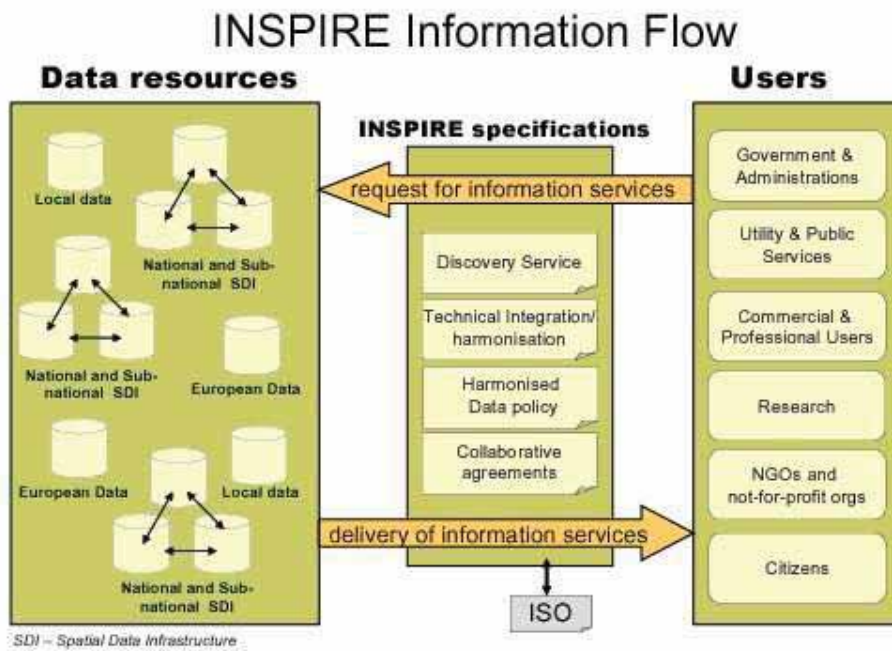 INSPIRE Information Flow
Data resources
Local data
National and Sub-
national SDI
National and Sub-
national SDI
European Data
European Data
Local data
National and Sub-
national SDI
INSPIRE specifications
request for information services
Discovery Service
Technical Integration/
harmonisation
Harmonised
Data policy
Collaborative
agreements
delivery of information services
ISO
Users
Government &
Administrations
Utility & Public
Services
Commercial &
Professional Users
Research
NGOs and
not-for-profit orgs
Citizens
SDI – Spatial Data Infrastructure